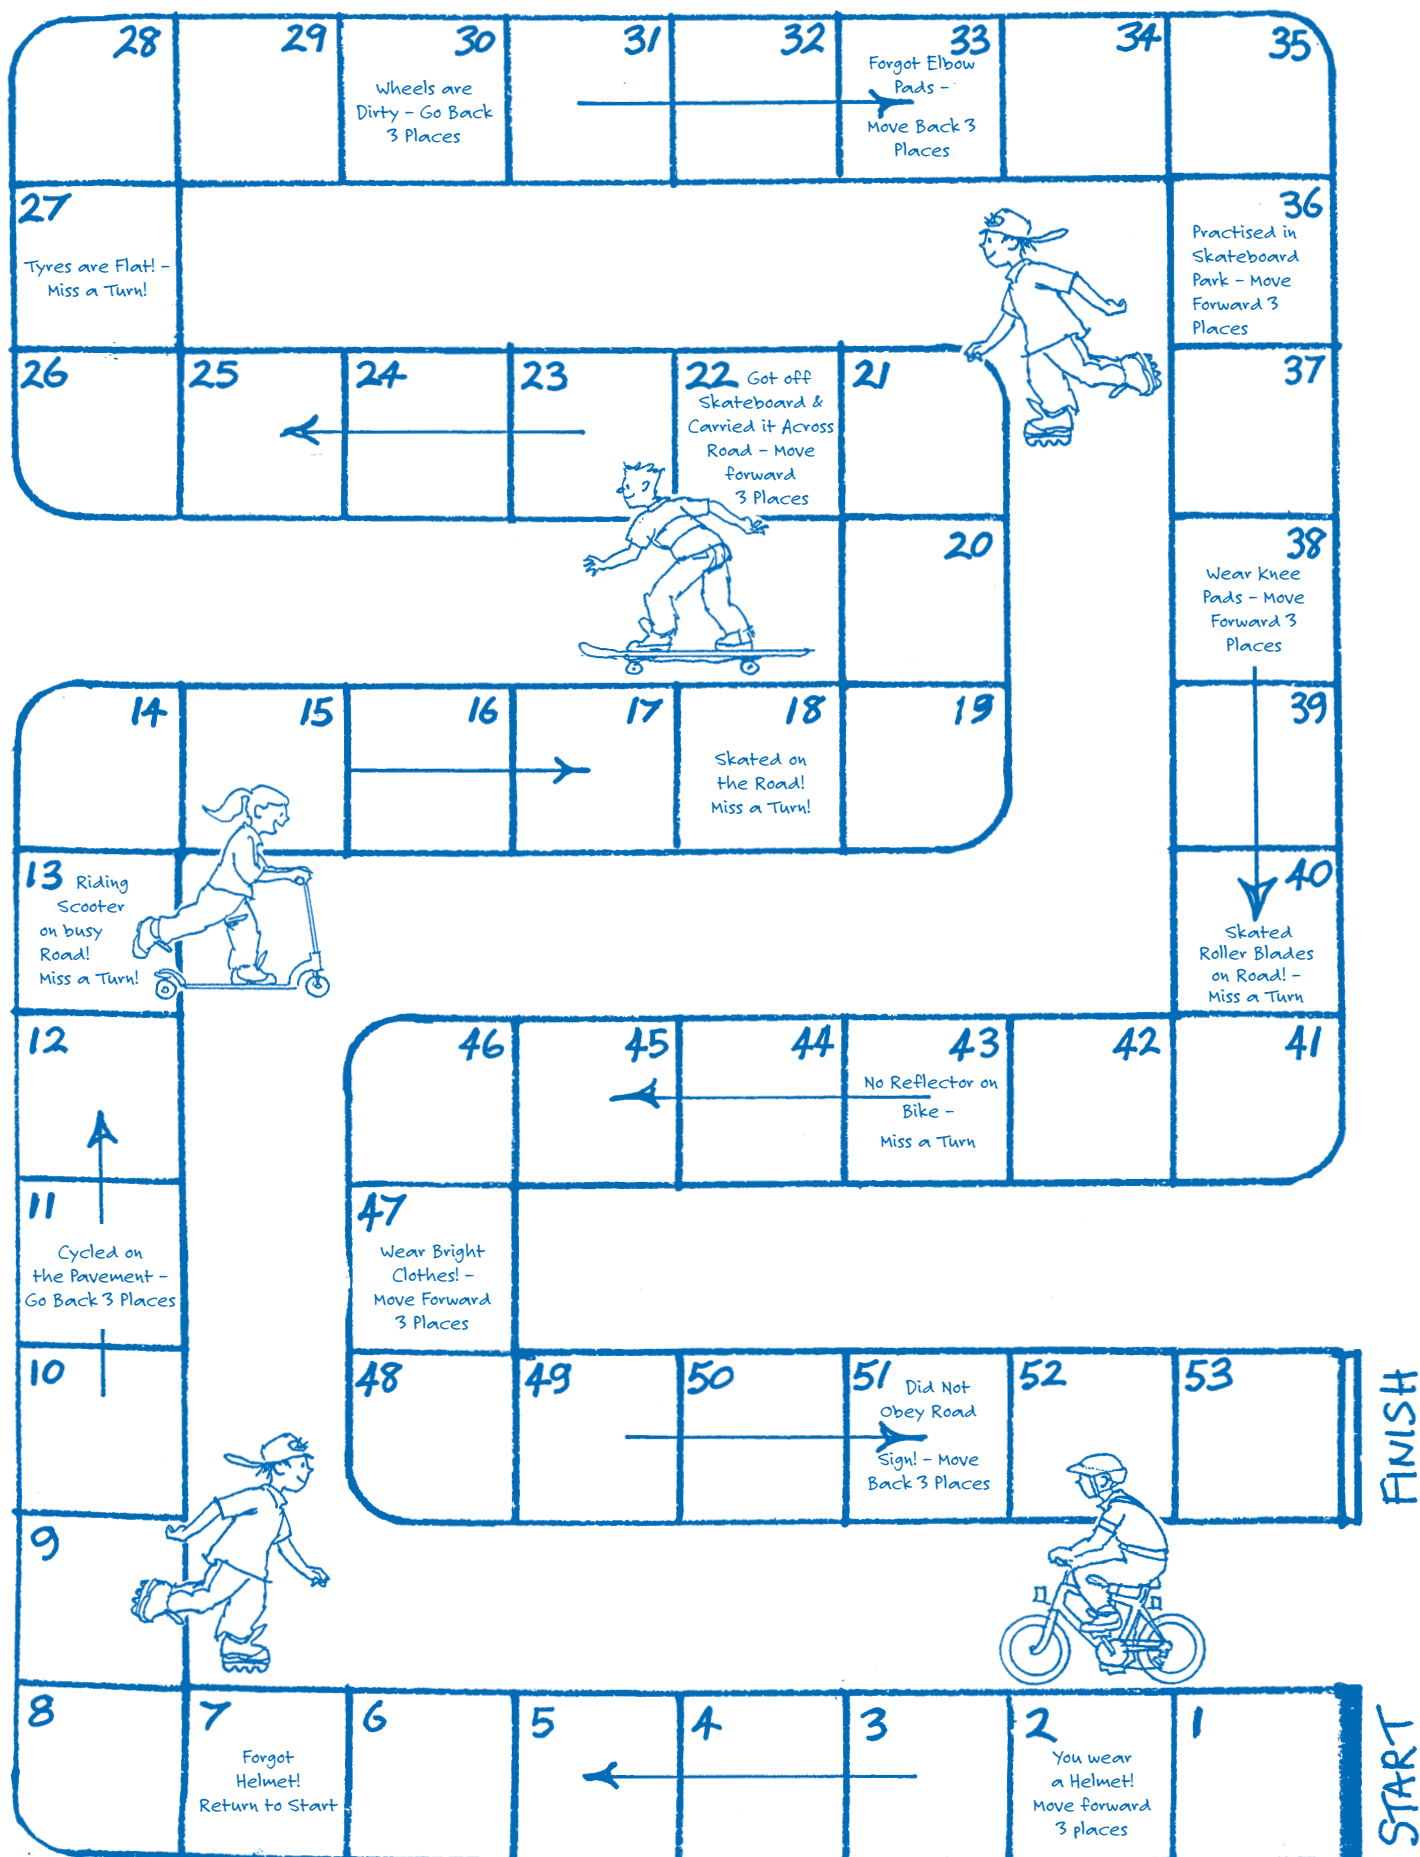 28
29
30
Wheels are
Dirty - Go Back
3 Places
31
32
33
Forgot Elbow
Pads -
Move Back 3
Places
34
35
27
Tyres are Flat! -
Miss a Turn!
36
Practised in
Skateboard
Park - Move
Forward 3
Places
26
25
24
23
22 Got off
Skateboard &
Carried it Across
Road - Move
forward
3 Places
21
37
20
38
Wear Knee
Pads - Move
Forward 3
Places
14
15
16
17
18
Skated on
the Road!
Miss a Turn!
19
39
13 Riding
Scooter
on busy
Road!
Miss a Turn!
40
Skated
Roller Blades
on Road! -
Miss a Turn
12
46
45
44
43
No Reflector on
Bike -
Miss a Turn
42
41
11
Cycled on
the Pavement -
Go Back 3 Places
47
Wear Bright
Clothes! -
Move Forward
3 Places
10
48
49
50
51 Did Not
Obey Road
Sign! - Move
Back 3 Places
52
53
FINISH
9
8
7
Forgot
Helmet!
Return to Start
6
5
4
3
2
You wear
a Helmet!
Move forward
3 places
1
START